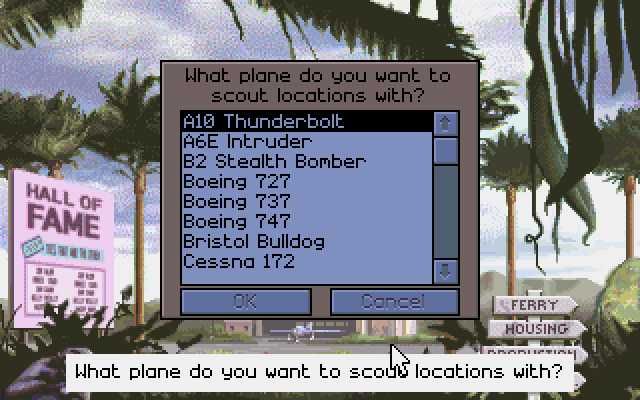 What plane do you want to
scout locations with?
A10 Thunderbolt
A6E Intruder
B2 Stealth Bomber
Boeing 727
Boeing 737
Boeing 747
Bristol Bulldog
Cessna 172
OK
Cancel
HALL OF
FAME
FERRY
HOUSING
PRODUCTION
What plane do you want to scout locations with?